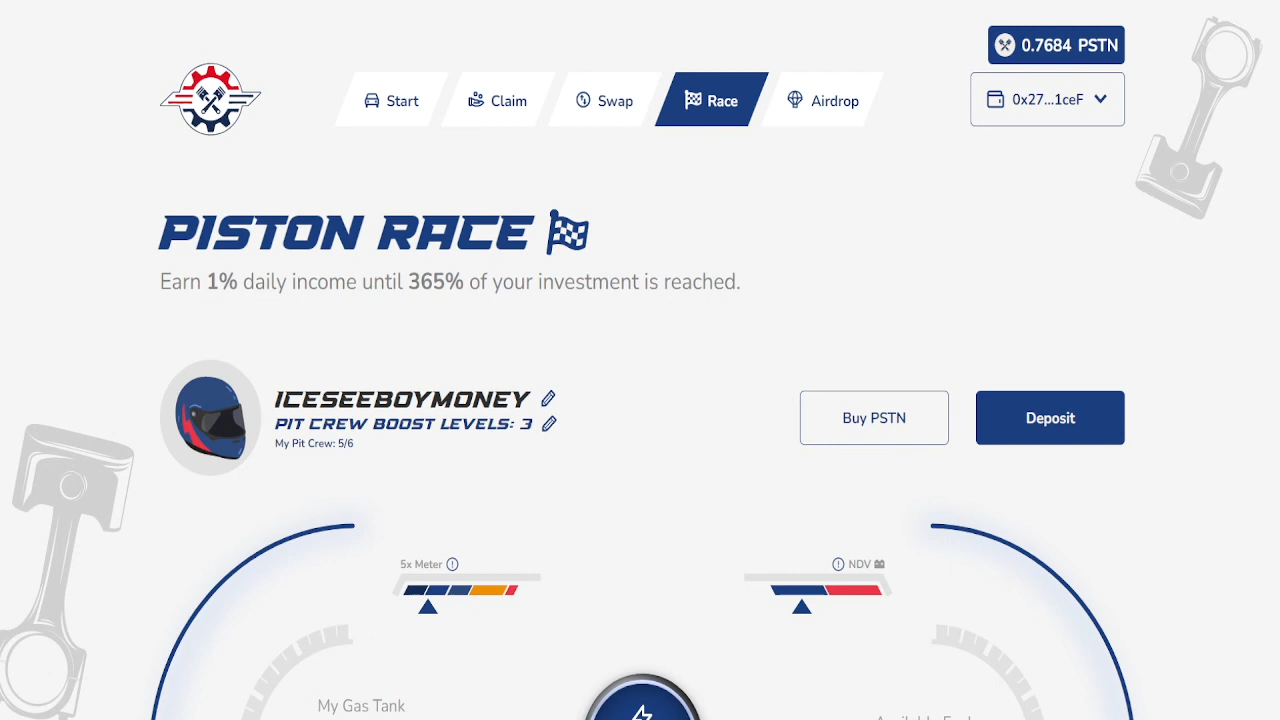 0.7684 PSTN
Start
Claim
Swap
Race
Airdrop
0x27...1ceF
PISTON RACE
Earn 1% daily income until 365% of your investment is reached.
ICESEEBOYMONEY
PIT CREW BOOST LEVELS: 3
My Pit Crew: 5/6
Buy PSTN
Deposit
5x Meter
NDV
My Gas Tank